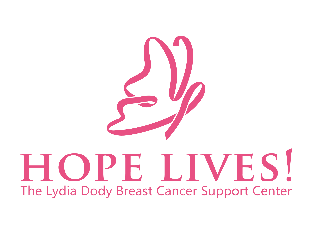 HOPE LIVES!
The Lydia Dody Breast Cancer Support Center